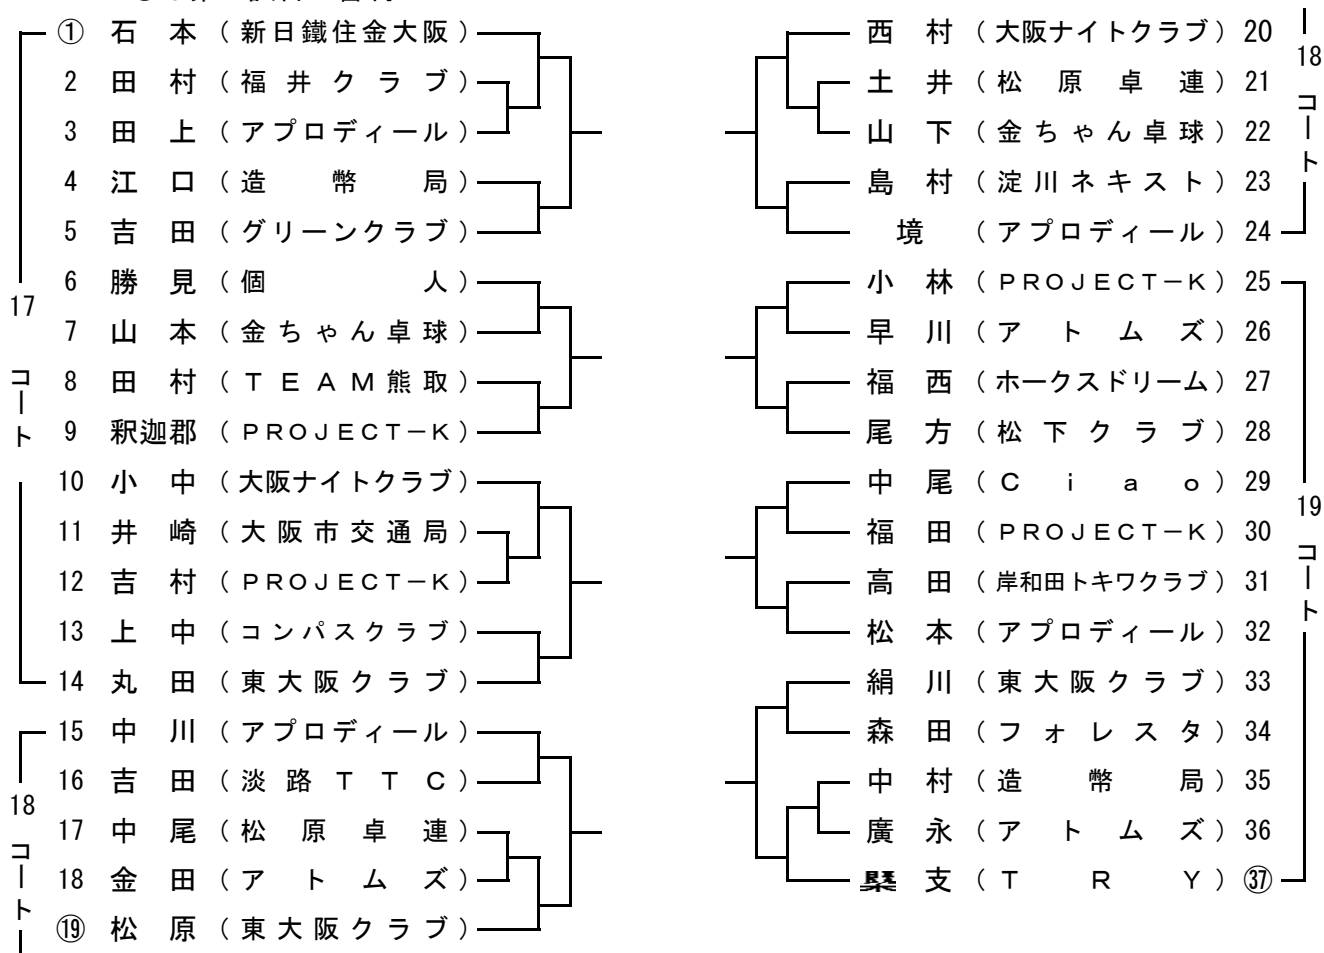 ① 石本（新日鐵住金大阪）
2 田村（福井クラブ）
3 田上（アプロディール）
4 江口（造幣局）
5 吉田（グリーンクラブ）
6 勝見（個人）
7 山本（金ちゃん卓球）
8 田村（ＴＥＡＭ熊取）
9 釈迦郡（ＰＲＯＪＥＣＴ－Ｋ）
10 小中（大阪ナイトクラブ）
11 井崎（大阪市交通局）
12 吉村（ＰＲＯＪＥＣＴ－Ｋ）
13 上中（コンパスクラブ）
14 丸田（東大阪クラブ）
15 中川（アプロディール）
16 吉田（淡路ＴＴＣ）
17 中尾（松原卓連）
18 金田（アトムズ）
⑲ 松原（東大阪クラブ）
17コート
18コート
西村（大阪ナイトクラブ）20
土井（松原卓連）21
山下（金ちゃん卓球）22
島村（淀川ネキスト）23
境（アプロディール）24
小林（ＰＲＯＪＥＣＴ－Ｋ）25
早川（アトムズ）26
福西（ホークスドリーム）27
尾方（松下クラブ）28
中尾（Ｃｉａｏ）29
福田（ＰＲＯＪＥＣＴ－Ｋ）30
高田（岸和田トキワクラブ）31
松本（アプロディール）32
絹川（東大阪クラブ）33
森田（フォレスタ）34
中村（造幣局）35
廣永（アトムズ）36
支（ＴＲＹ）㊲
18コート
19コート